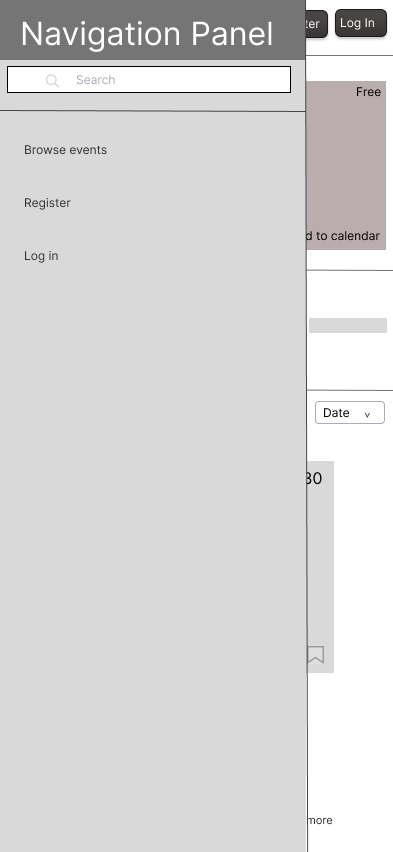 Navigation Panel
Log In
Search
Free
Browse events
Register
to calendar
Log in
Date
30
more